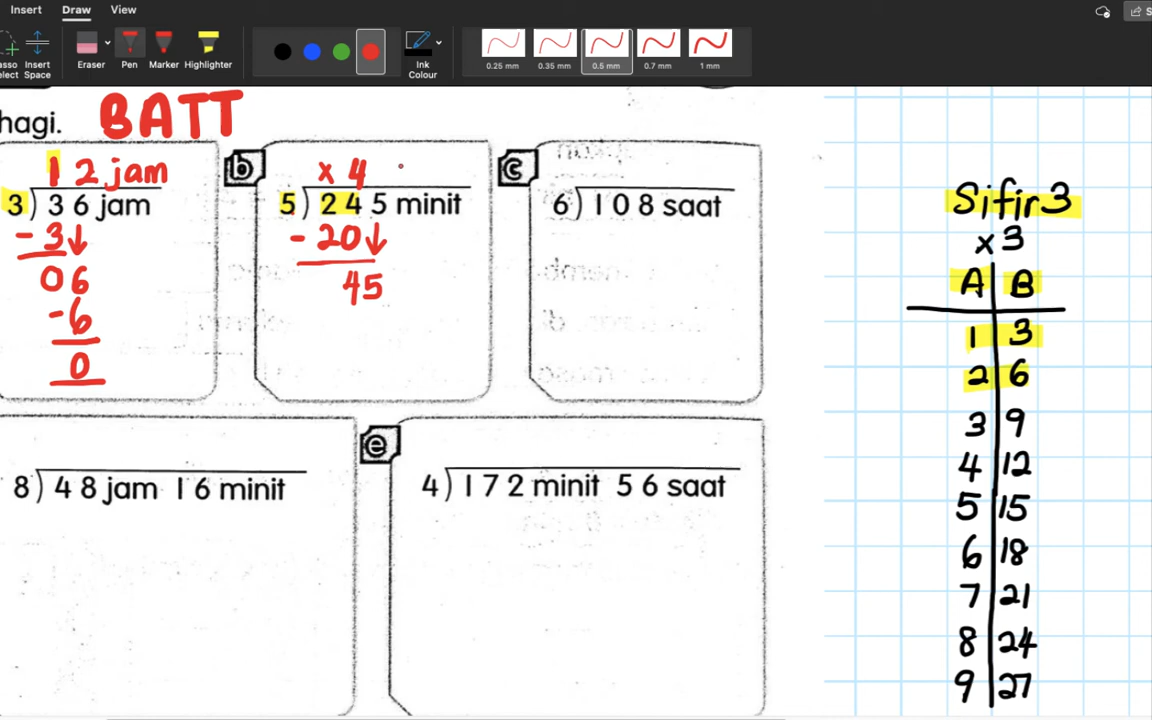 Insert Draw View
asso
elect
Insert
Space
Eraser
Pen
Marker
Highlighter
Ink
Colour
0.25 mm
0.35 mm
0.5 mm
0.7 mm
1 mm
S
hagi. BATT
1 2 jam
3 ) 3 6 jam
- 3
0 6
- 6
0
b
x 4
5 ) 2 4 5 minit
- 20
45
c
6 ) 1 0 8 saat
8 ) 4 8 jam 1 6 minit
e
4 ) 1 7 2 minit 5 6 saat
Sifir 3
x 3
A B
1 3
2 6
3 9
4 12
5 15
6 18
7 21
8 24
9 27